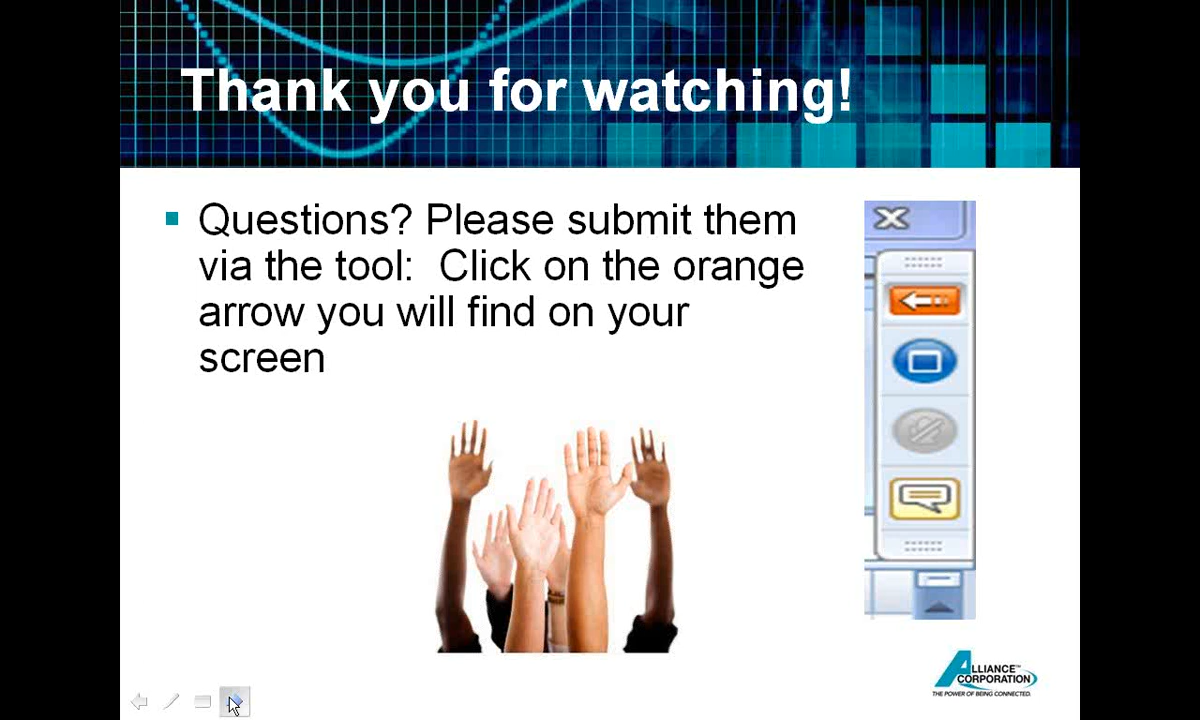 Thank you for watching!
Questions? Please submit them
via the tool:  Click on the orange
arrow you will find on your
screen
ALLIANCE™
CORPORATION
THE POWER OF BEING CONNECTED.